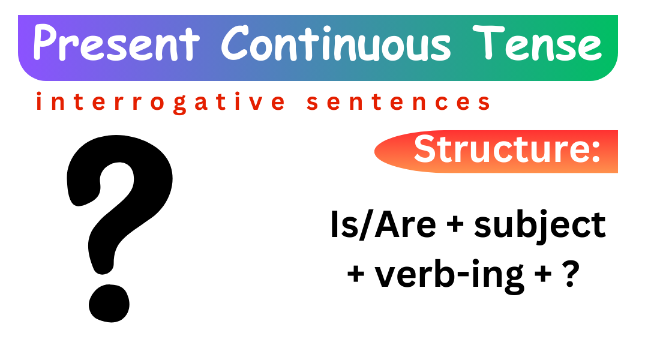 Present Continuous Tense
interrogative sentences
Structure:
Is/Are + subject
+ verb-ing + ?
?